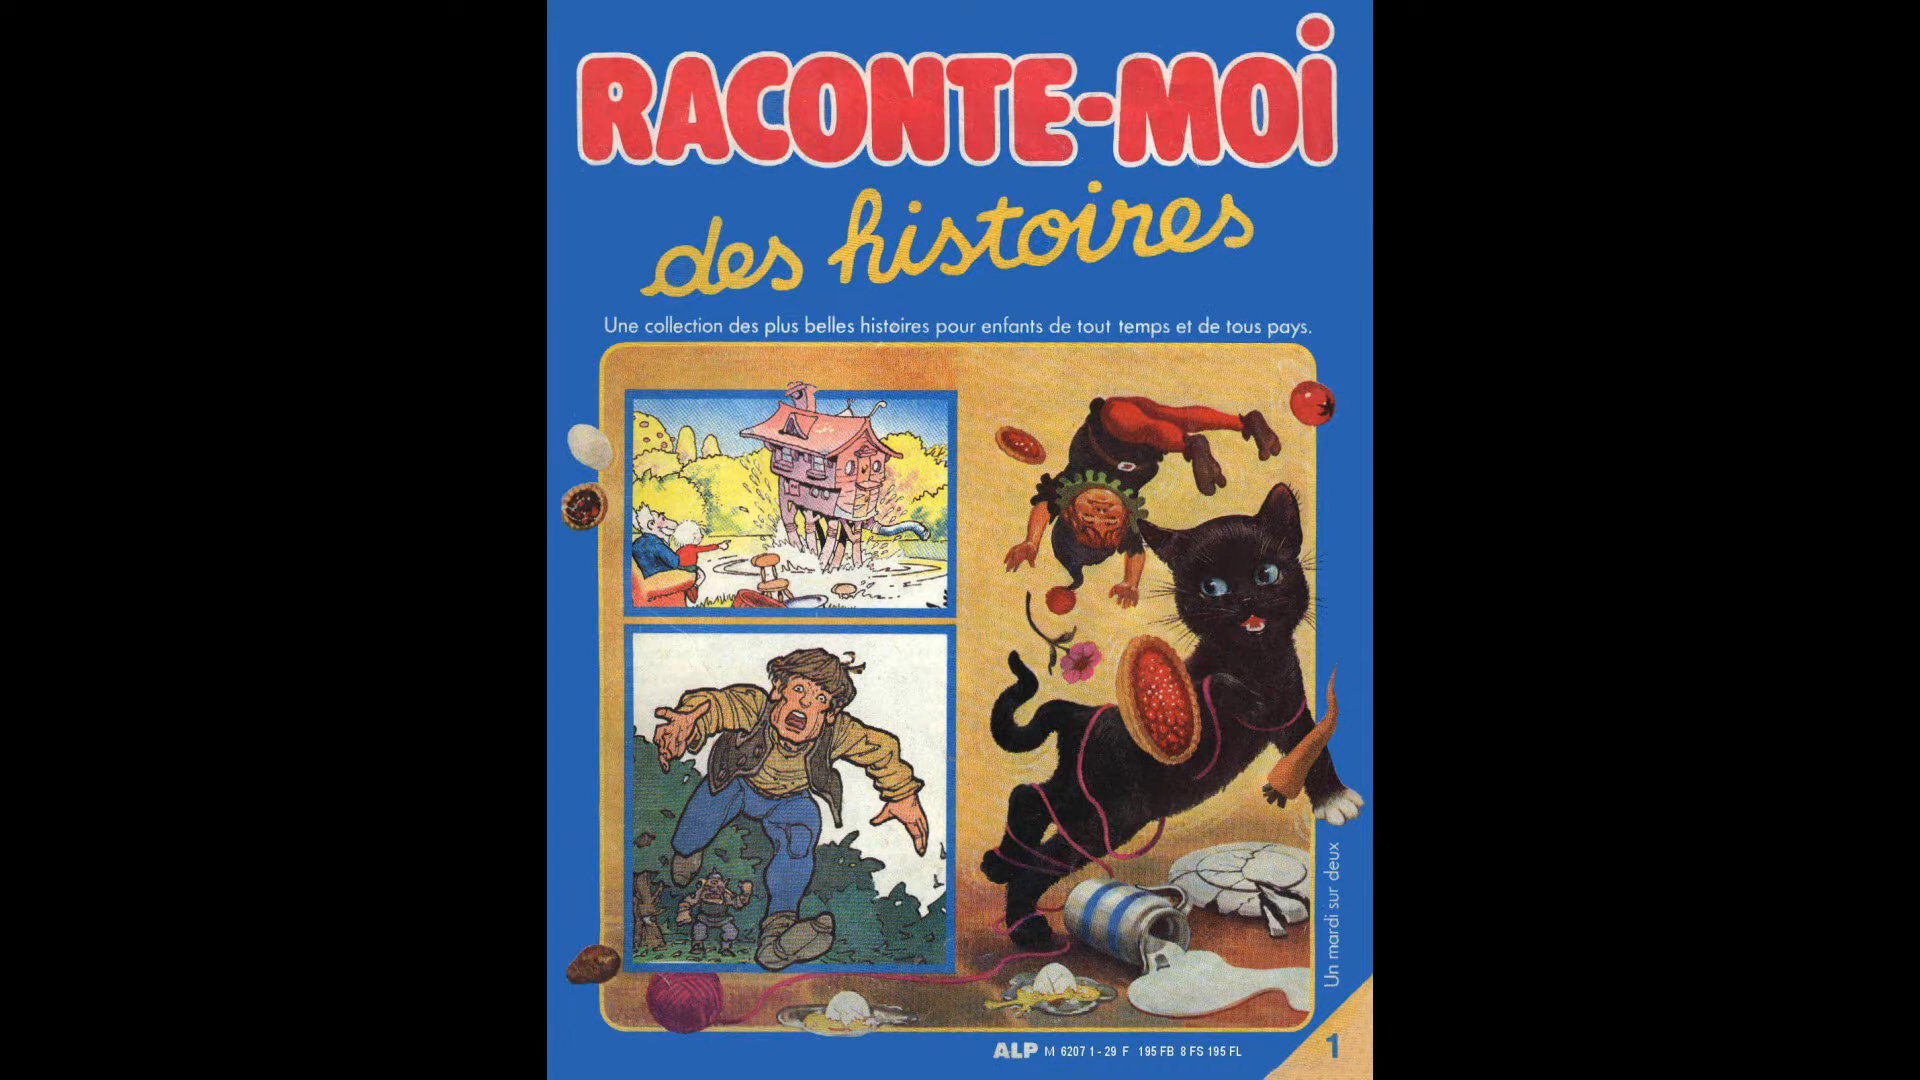 RACONTE-MOI
des histoires
Une collection des plus belles histoires pour enfants de tout temps et de tous pays.
Un mardi sur deux
ALP M 6207 1 - 29 F 195 FB 8 FS 195 FL
1